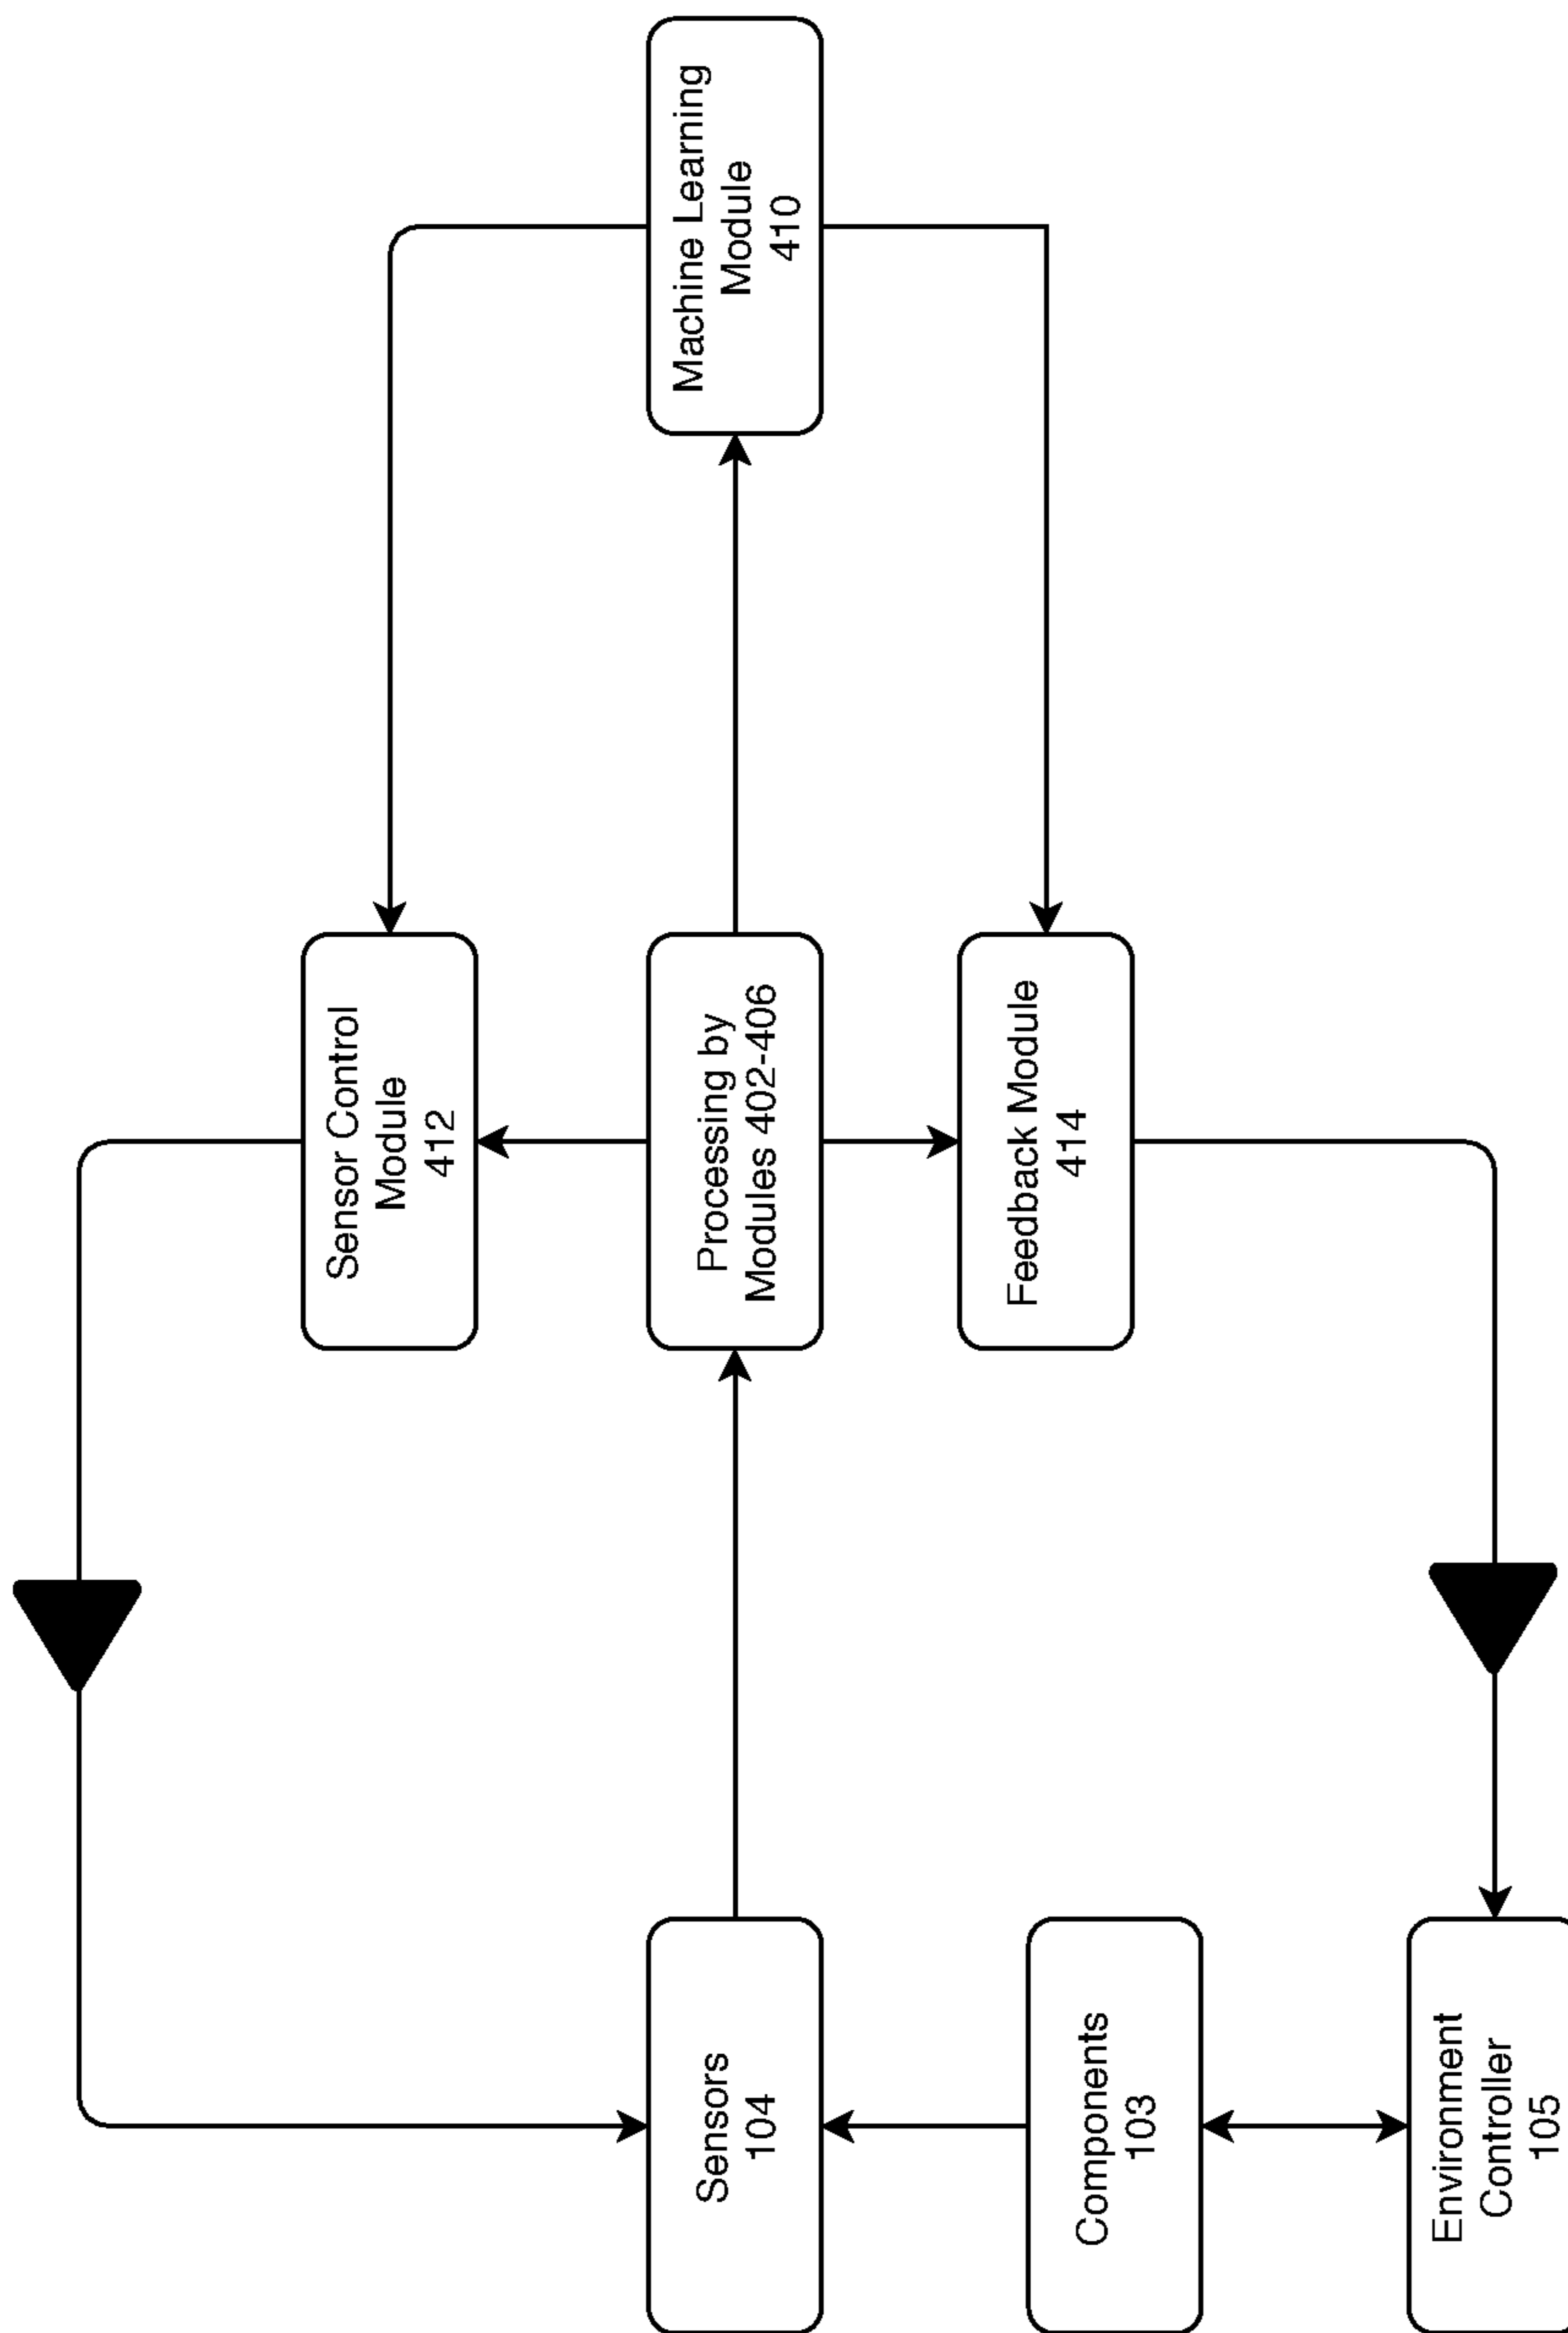 Sensor Control
Module
412
Sensors
104
Processing by
Modules 402-406
Machine Learning
Module
410
Components
103
Feedback Module
414
Environment
Controller
105